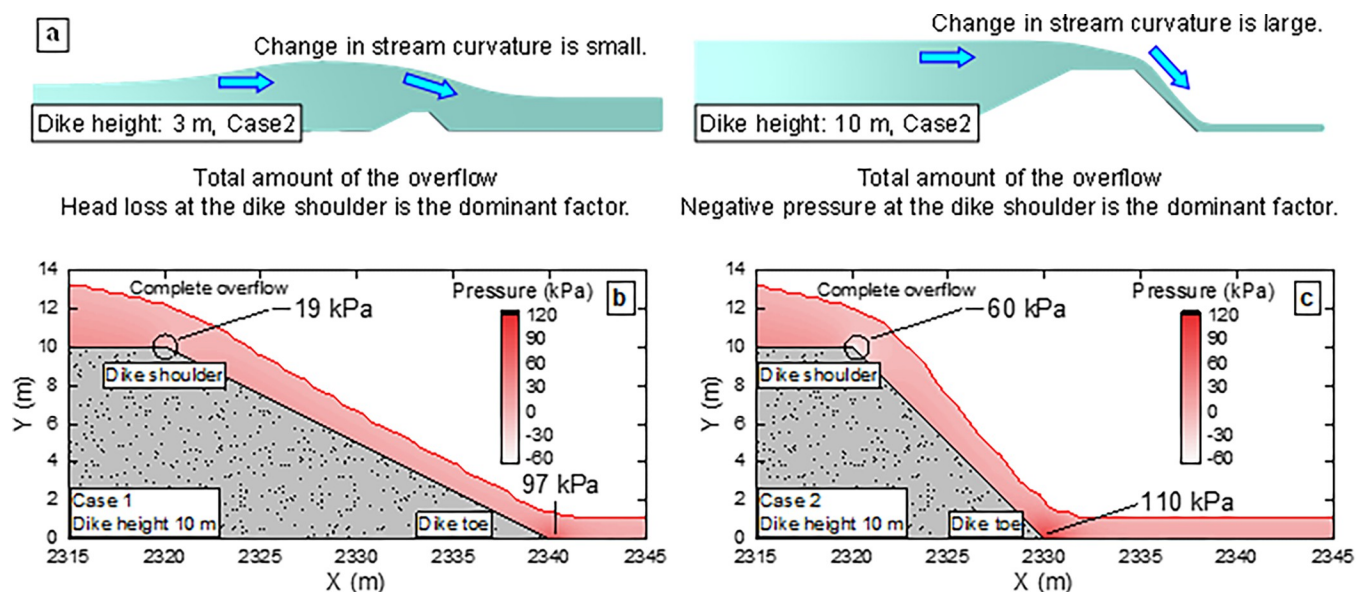 a
Change in stream curvature is small.
Dike height: 3 m, Case2
Change in stream curvature is large.
Dike height: 10 m, Case2
Total amount of the overflow
Head loss at the dike shoulder is the dominant factor.
Total amount of the overflow
Negative pressure at the dike shoulder is the dominant factor.
14
12
10
8
6
4
2
0
Y (m)
Complete overflow
−19 kPa
Pressure (kPa)
b
120
90
60
30
0
-30
-60
Dike shoulder
97 kPa
Case 1
Dike height 10 m
Dike toe
2315 2320 2325 2330 2335 2340 2345
X (m)
14
12
10
8
6
4
2
0
Y (m)
Complete overflow
−60 kPa
Pressure (kPa)
c
120
90
60
30
0
-30
-60
Dike shoulder
110 kPa
Case 2
Dike height 10 m
Dike toe
2315 2320 2325 2330 2335 2340 2345
X (m)